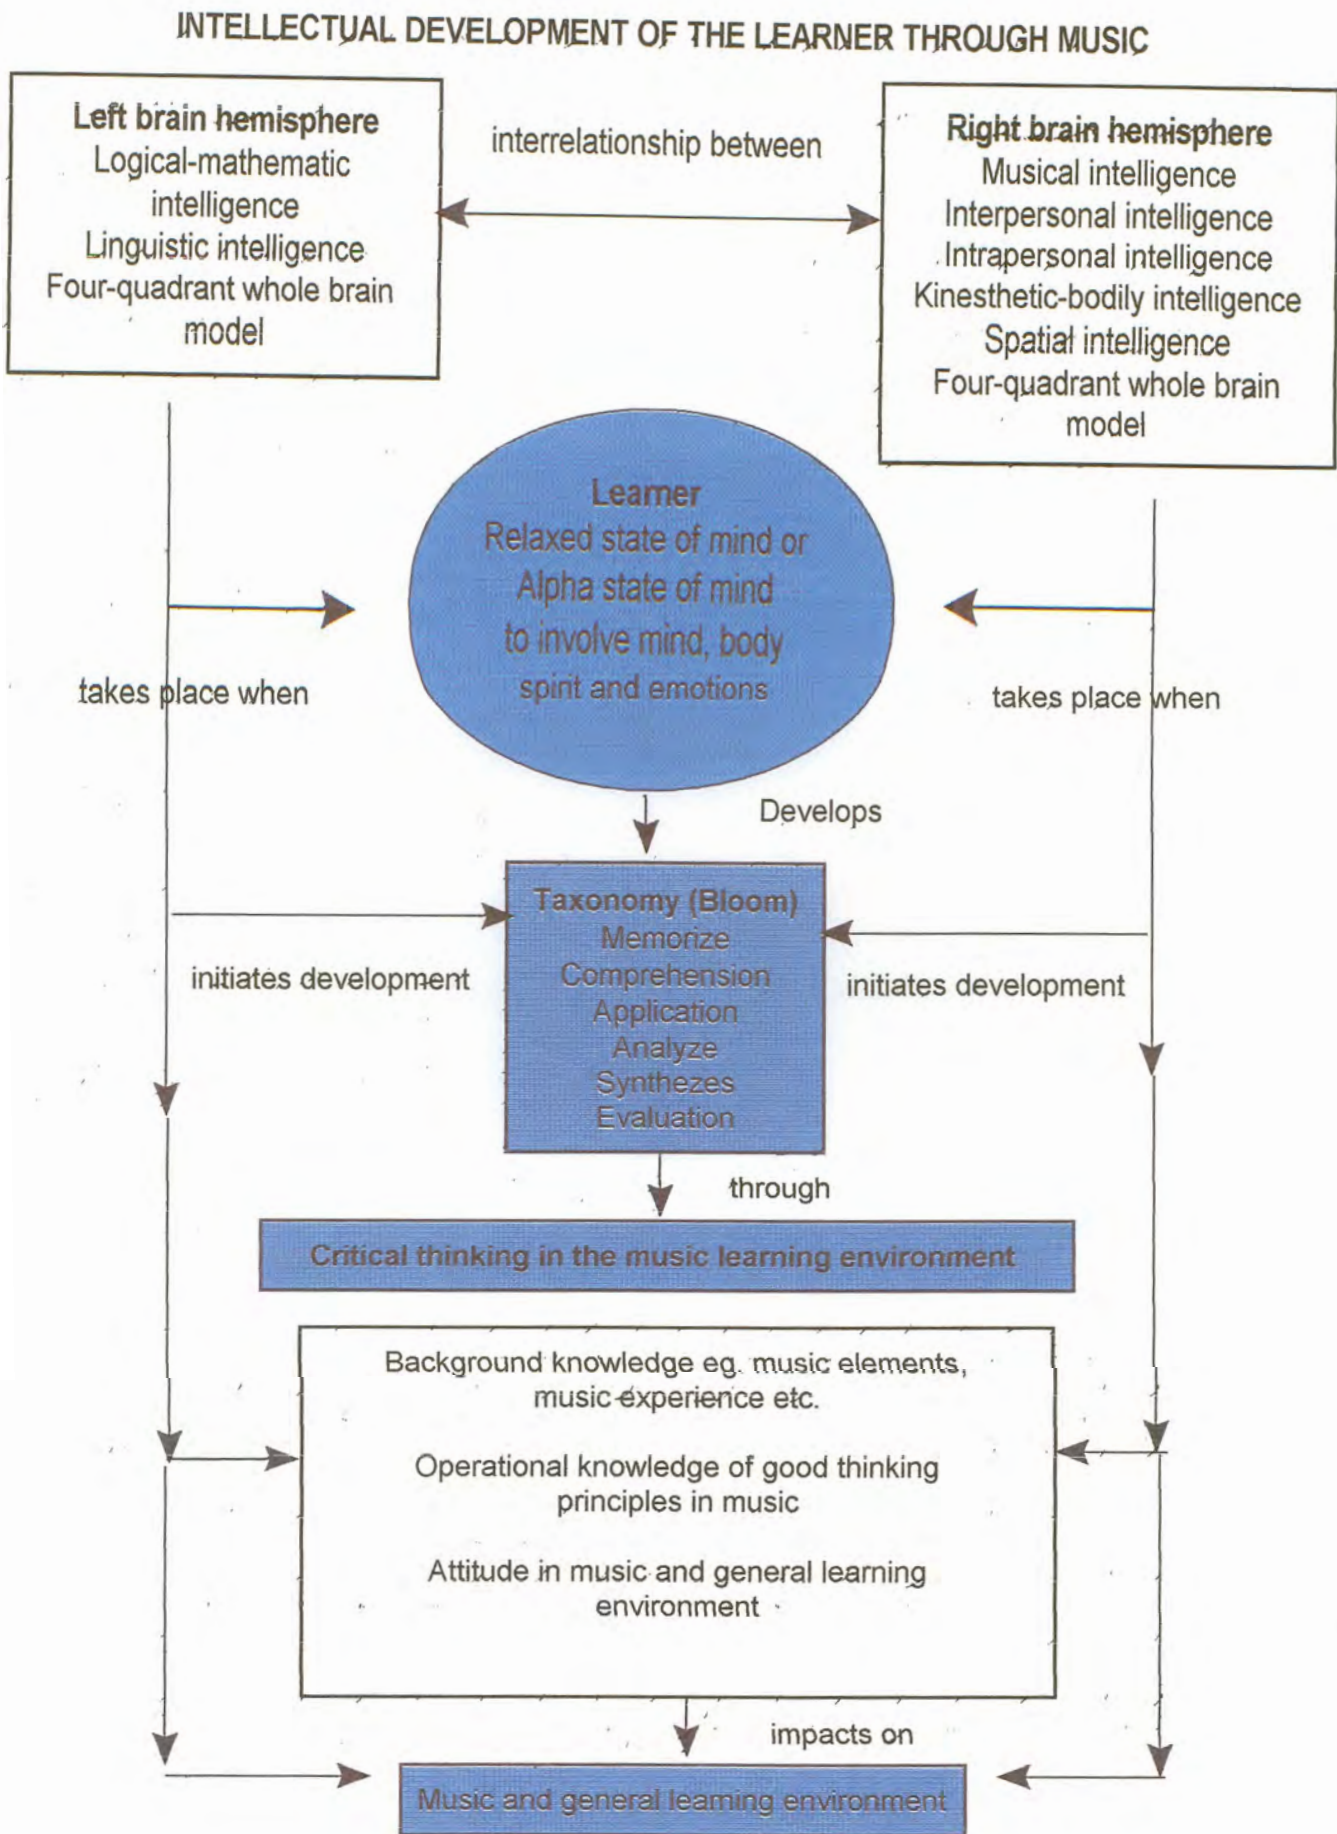 INTELLECTUAL DEVELOPMENT OF THE LEARNER THROUGH MUSIC
Left brain hemisphere
Logical-mathematic
intelligence
Linguistic intelligence
Four-quadrant whole brain
model
interrelationship between
Right brain hemisphere
Musical intelligence
Interpersonal intelligence
Intrapersonal intelligence
Kinesthetic-bodily intelligence
Spatial intelligence
Four-quadrant whole brain
model
Learner
Relaxed state of mind or
Alpha state of mind
to involve mind, body
spirit and emotions
takes place when
takes place when
Develops
Taxonomy (Bloom)
Memorize
Comprehension
Application
Analyze
Synthezes
Evaluation
initiates development
initiates development
through
Critical thinking in the music learning environment
Background knowledge eg. music elements,
music experience etc.
Operational knowledge of good thinking
principles in music
Attitude in music and general learning
environment
impacts on
Music and general learning environment